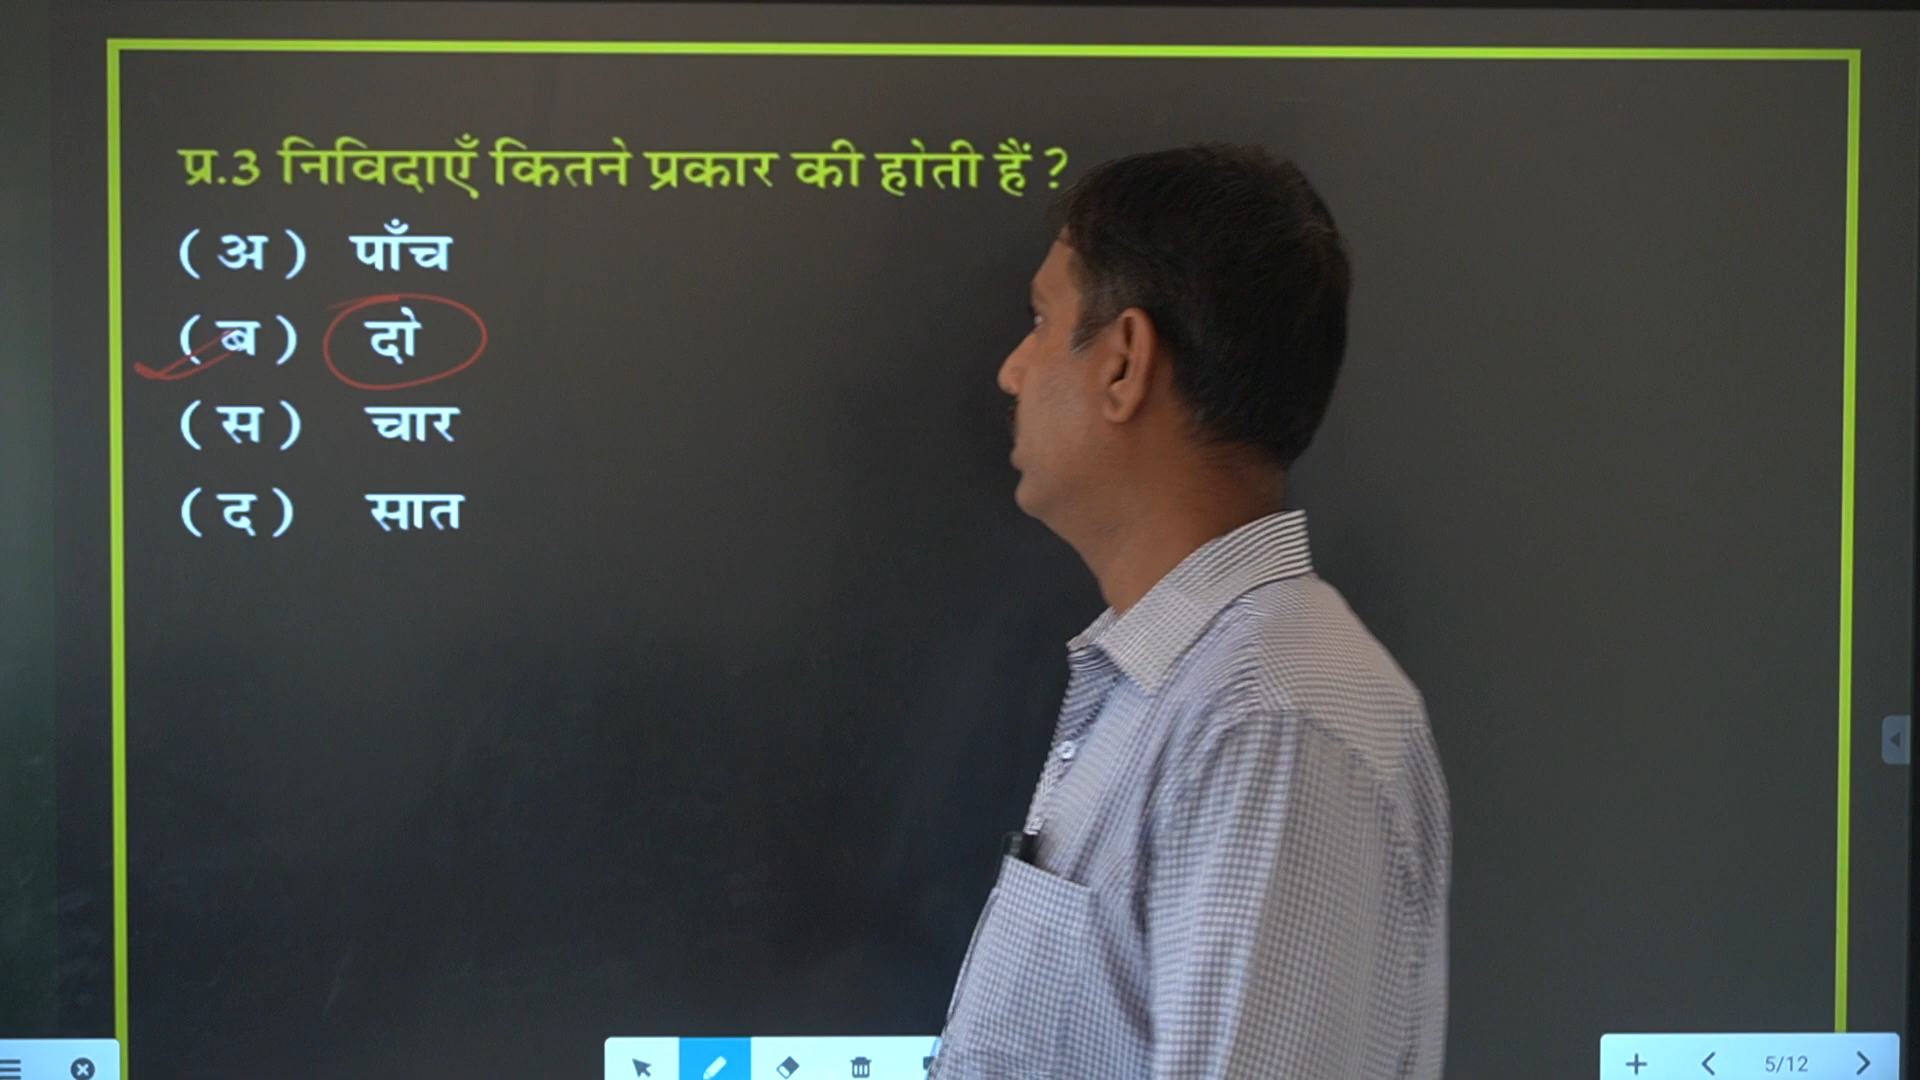 प्र.3 निविदाएँ कितने प्रकार की होती हैं ?
( अ ) पाँच
( ब ) दो
( स ) चार
( द ) सात
5/12